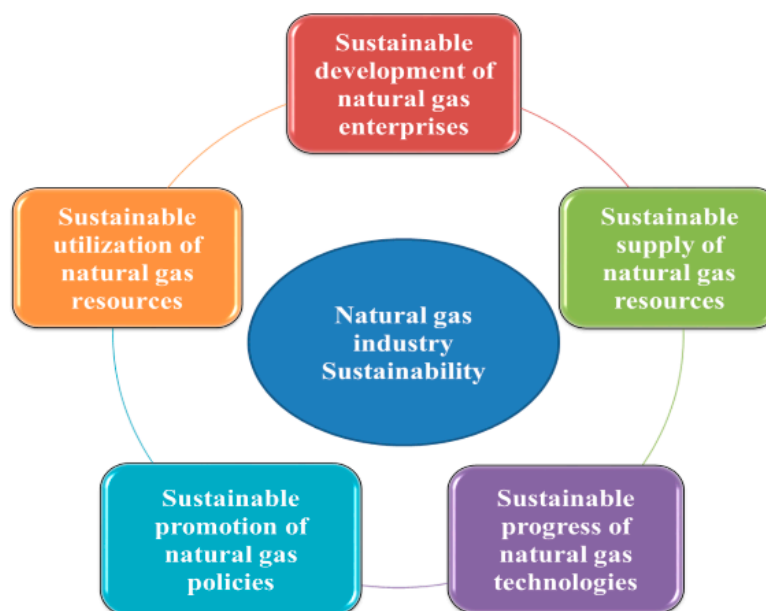 Sustainable
development of
natural gas
enterprises
Sustainable
utilization of
natural gas
resources
Sustainable
supply of
natural gas
resources
Natural gas
industry
Sustainability
Sustainable
promotion of
natural gas
policies
Sustainable
progress of
natural gas
technologies